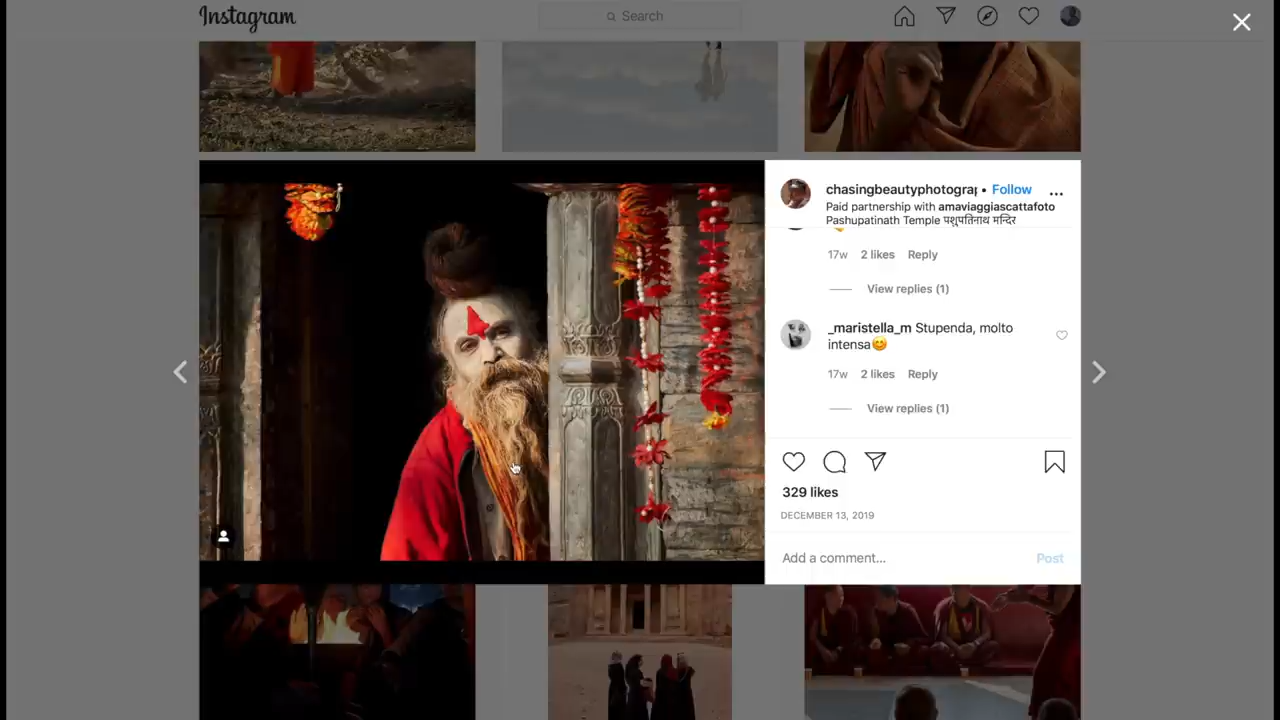 Instagram
Search
chasingbeautyphotograp • Follow
Paid partnership with amaviaggiascattafoto
Pashupatinath Temple पशुपतिनाथ मन्दिर
17w 2 likes Reply
View replies (1)
_maristella_m Stupenda, molto
intensa😊
17w 2 likes Reply
View replies (1)
329 likes
DECEMBER 13, 2019
Add a comment... Post